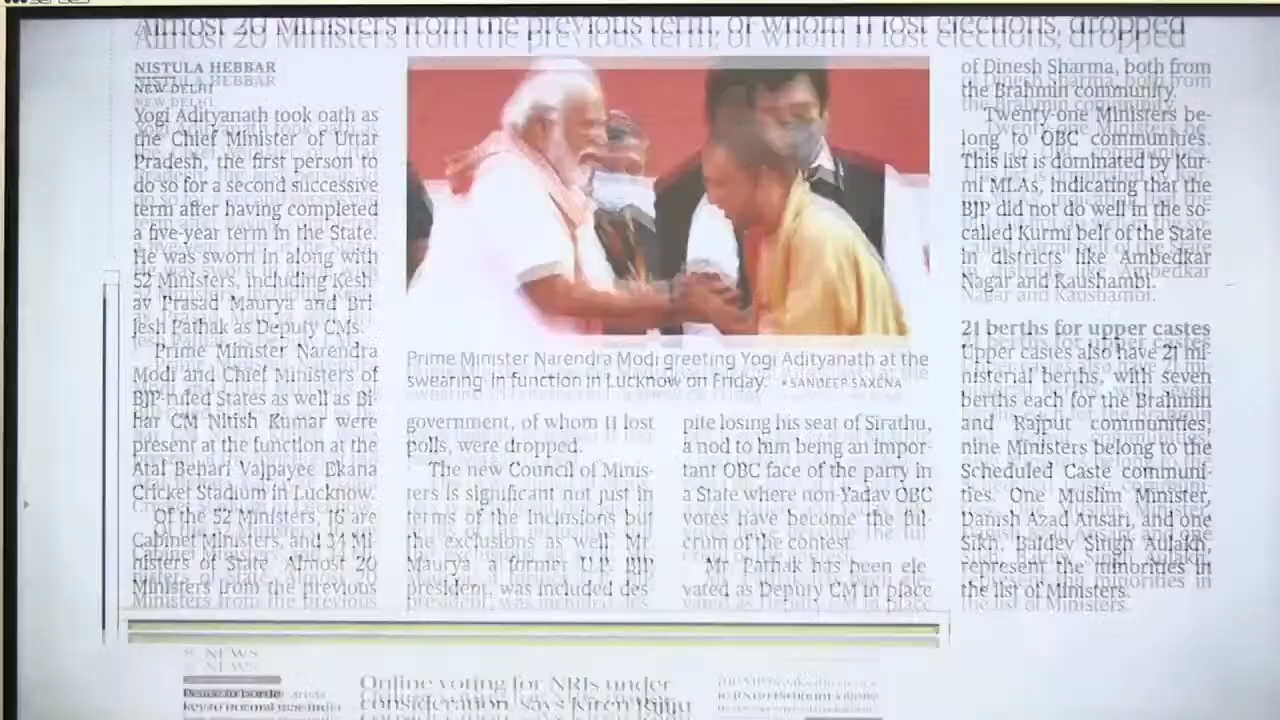 Almost 20 Ministers from the previous term, of whom 11 lost elections, dropped
NISTULA HEBBAR
NEW DELHI
Yogi Adityanath took oath as
the Chief Minister of Uttar
Pradesh, the first person to
do so for a second successive
term after having completed
a five-year term in the State.
He was sworn in along with
52 Ministers, including Kesh-
av Prasad Maurya and Bri
jesh Pathak as Deputy CMs.
Prime Minister Narendra
Modi and Chief Ministers of
BJP-ruled States as well as Bi-
har CM Nitish Kumar were
present at the function at the
Atal Behari Vajpayee Ekana
Cricket Stadium in Lucknow.
Of the 52 Ministers, 16 are
Cabinet Ministers, and 34 Mi-
nisters of State. Almost 20
Ministers from the previous
Prime Minister Narendra Modi greeting Yogi Adityanath at the
swearing-in function in Lucknow on Friday. • SANDEEP SAXENA
government, of whom 11 lost
polls, were dropped.
The new Council of Minis-
ters is significant not just in
terms of the inclusions but
the exclusions as well. Mr.
Maurya, a former U.P. BJP
president, was included des-
pite losing his seat of Sirathu,
a nod to him being an impor-
tant OBC face of the party in
a State where non-Yadav OBC
votes have become the ful-
crum of the contest.
Mr. Pathak has been ele
vated as Deputy CM in place
of Dinesh Sharma, both from
the Brahmin community.
Twenty-one Ministers be-
long to OBC communities.
This list is dominated by Kur-
mi MLAs, indicating that the
BJP did not do well in the so-
called Kurmi belt of the State
in districts like Ambedkar
Nagar and Kaushambi.
21 berths for upper castes
Upper castes also have 21 mi-
nisterial berths, with seven
berths each for the Brahmin
and Rajput communities;
nine Ministers belong to the
Scheduled Caste communi-
ties. One Muslim Minister,
Danish Azad Ansari, and one
Sikh, Baldev Singh Aulakh,
represent the minorities in
the list of Ministers.
NEWS
Online voting for NRIs under
consideration, says Kiren Rijiju